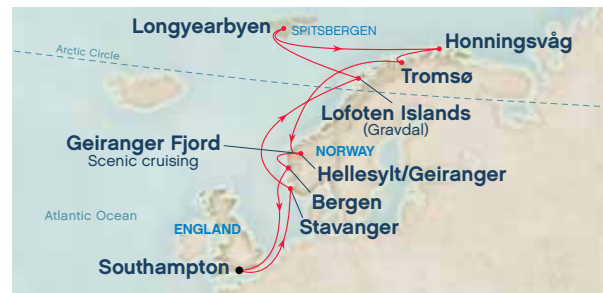 Longyearbyen
SPITSBERGEN
Honningsvåg
Arctic Circle
Tromsø
Lofoten Islands
(Gravdal)
Geiranger Fjord
Scenic cruising
NORWAY
Hellesylt/Geiranger
Bergen
Atlantic Ocean
ENGLAND
Stavanger
Southampton